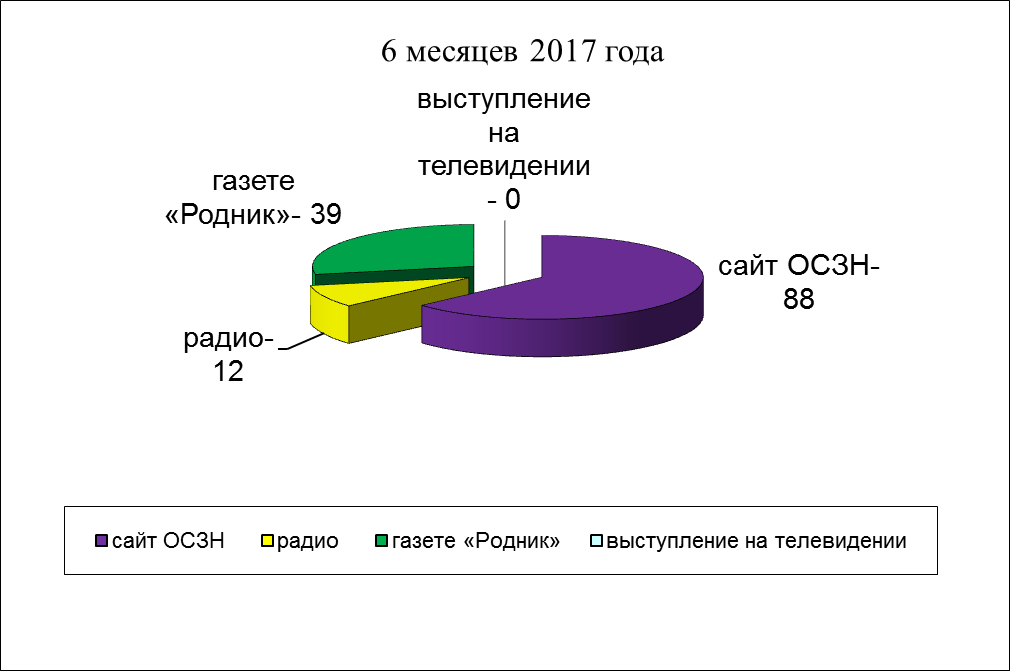 6 месяцев 2017 года
выступление
на
телевидении
- 0
газете
«Родник»- 39
сайт ОСЗН-
88
радио-
12
сайт ОСЗН
радио
газете «Родник»
выступление на телевидении